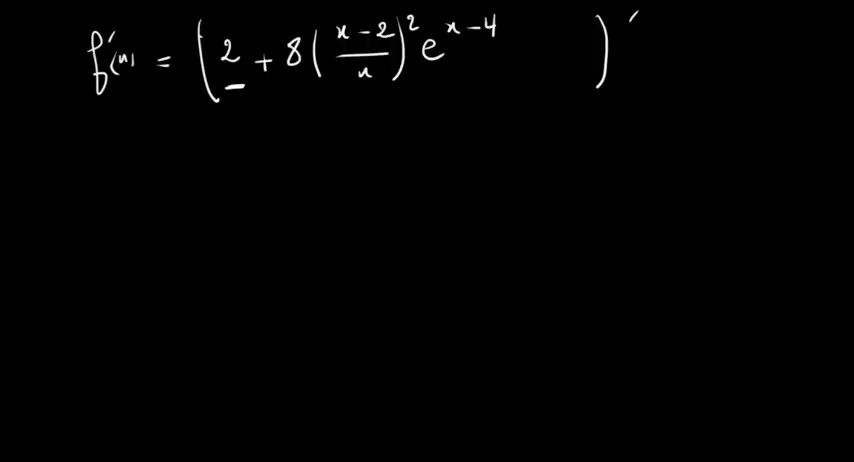 f'(x) = (2 + 8((x-2)/x)^2 e^{x-4})'